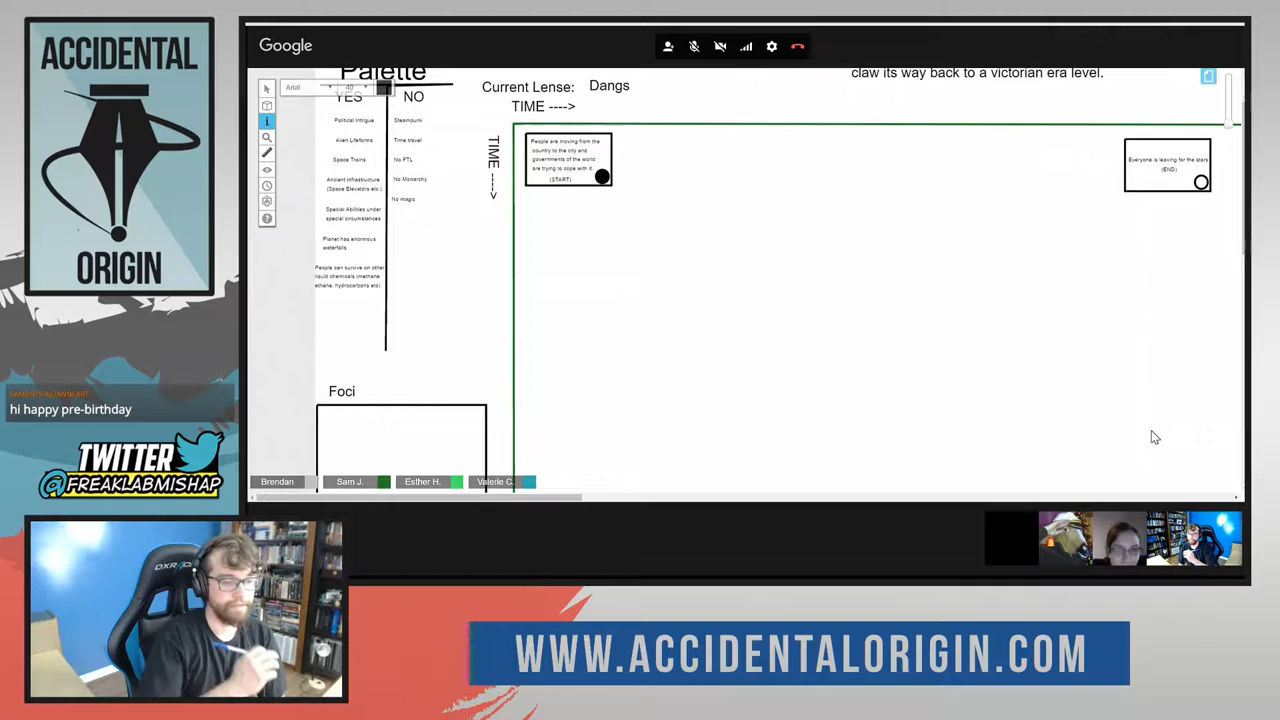 ACCIDENTAL
ORIGIN
hi happy pre-birthday
TWITTER
@FREAKLABMISHAP
Google
Palette
Arial
40
YES
NO
Political Intrigue
Alien Lifeforms
Space Trains
Ancient infrastructure
(Space Elevators etc.)
Special Abilities under
special circumstances
Planet has enormous
waterfalls
People can survive on other
liquid chemicals (methane
ethane, hydrocarbons etc)
Steampunk
Time travel
No FTL
No Monarchy
No magic
Foci
Current Lense:
Dangs
TIME ---->
TIME ---->
claw its way back to a victorian era level.
People are moving from the
country to the city and
governments of the world
are trying to cope with it.
(START)
Everyone is leaving for the stars
(END)
Brendan
Sam J.
Esther H.
Valerie C.
DXRACER
WWW.ACCIDENTALORIGIN.COM